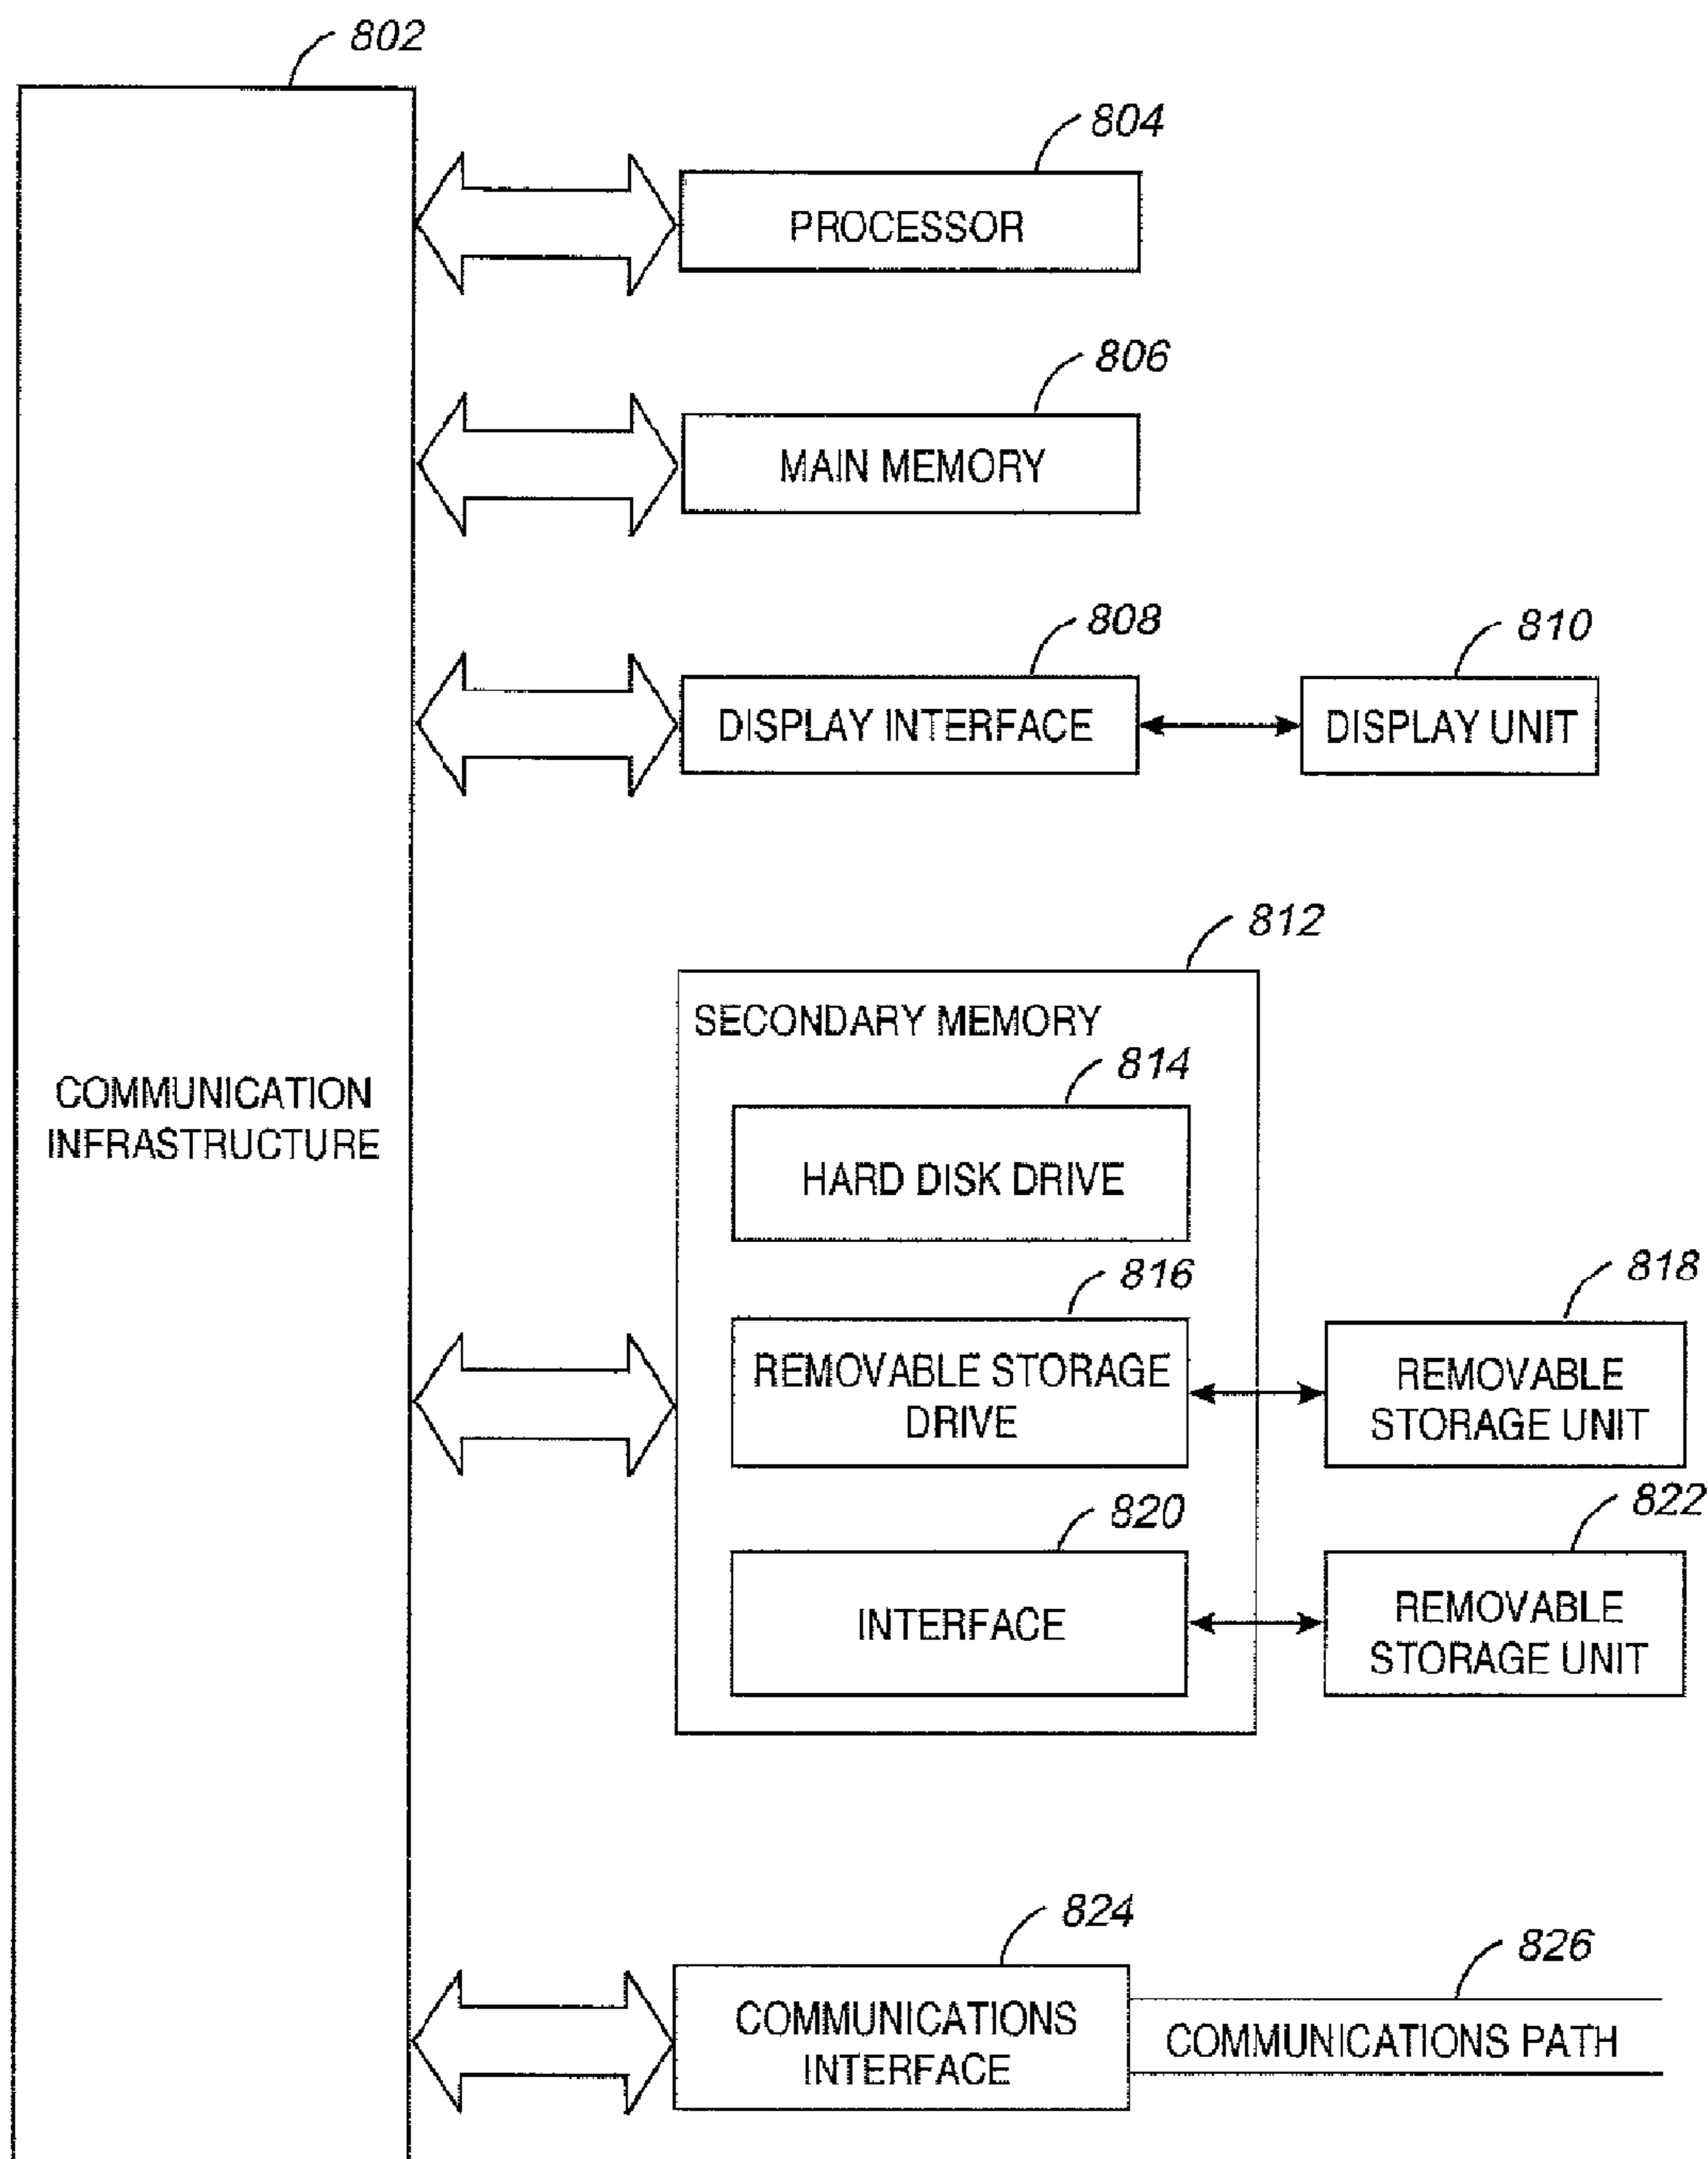 802
804
PROCESSOR
806
MAIN MEMORY
808
810
DISPLAY INTERFACE
DISPLAY UNIT
812
SECONDARY MEMORY
814
COMMUNICATION
INFRASTRUCTURE
HARD DISK DRIVE
816
818
REMOVABLE STORAGE
DRIVE
REMOVABLE
STORAGE UNIT
820
822
INTERFACE
REMOVABLE
STORAGE UNIT
824
826
COMMUNICATIONS
INTERFACE
COMMUNICATIONS PATH